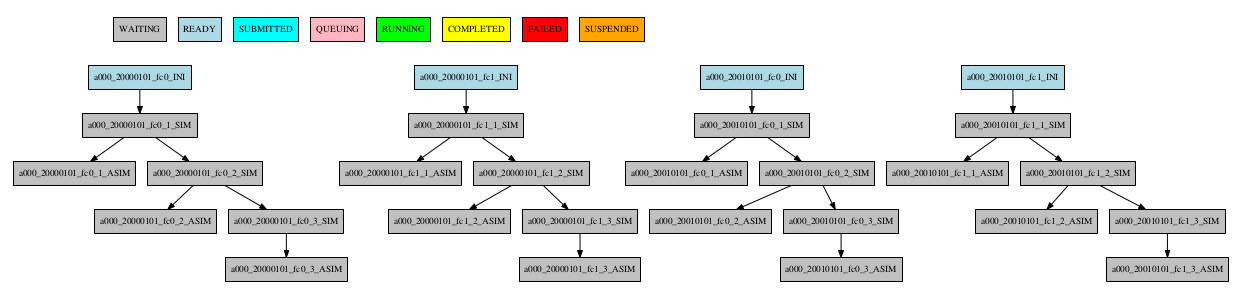 WAITING READY SUBMITTED QUEUING RUNNING COMPLETED FAILED SUSPENDED
a000_20000101_fc0_INI a000_20000101_fc1_INI a000_20010101_fc0_INI a000_20010101_fc1_INI
a000_20000101_fc0_1_SIM a000_20000101_fc1_1_SIM a000_20010101_fc0_1_SIM a000_20010101_fc1_1_SIM
a000_20000101_fc0_1_ASIM a000_20000101_fc0_2_SIM a000_20000101_fc1_1_ASIM a000_20000101_fc1_2_SIM a000_20010101_fc0_1_ASIM a000_20010101_fc0_2_SIM a000_20010101_fc1_1_ASIM a000_20010101_fc1_2_SIM
a000_20000101_fc0_2_ASIM a000_20000101_fc0_3_SIM a000_20000101_fc1_2_ASIM a000_20000101_fc1_3_SIM a000_20010101_fc0_2_ASIM a000_20010101_fc0_3_SIM a000_20010101_fc1_2_ASIM a000_20010101_fc1_3_SIM
a000_20000101_fc0_3_ASIM a000_20000101_fc1_3_ASIM a000_20010101_fc0_3_ASIM a000_20010101_fc1_3_ASIM